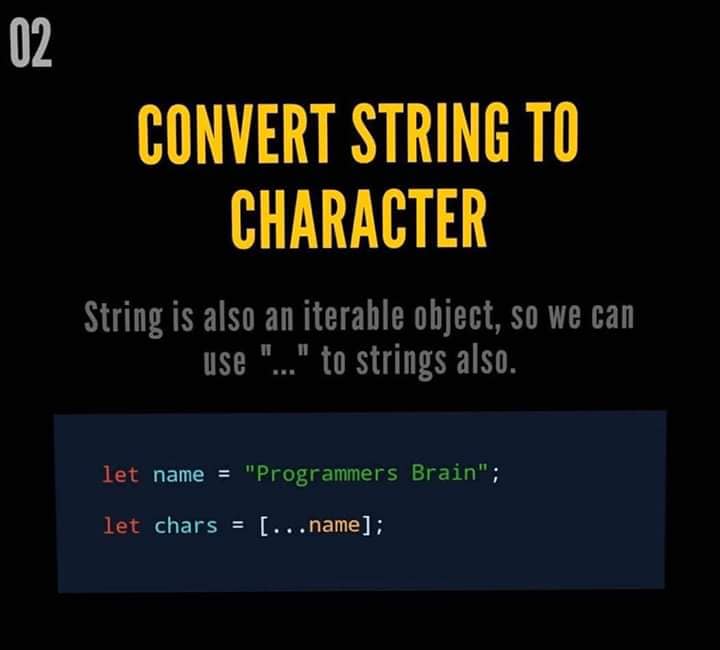 02
CONVERT STRING TO
CHARACTER
String is also an iterable object, so we can
use "..." to strings also.
let name = "Programmers Brain";
let chars = [...name];